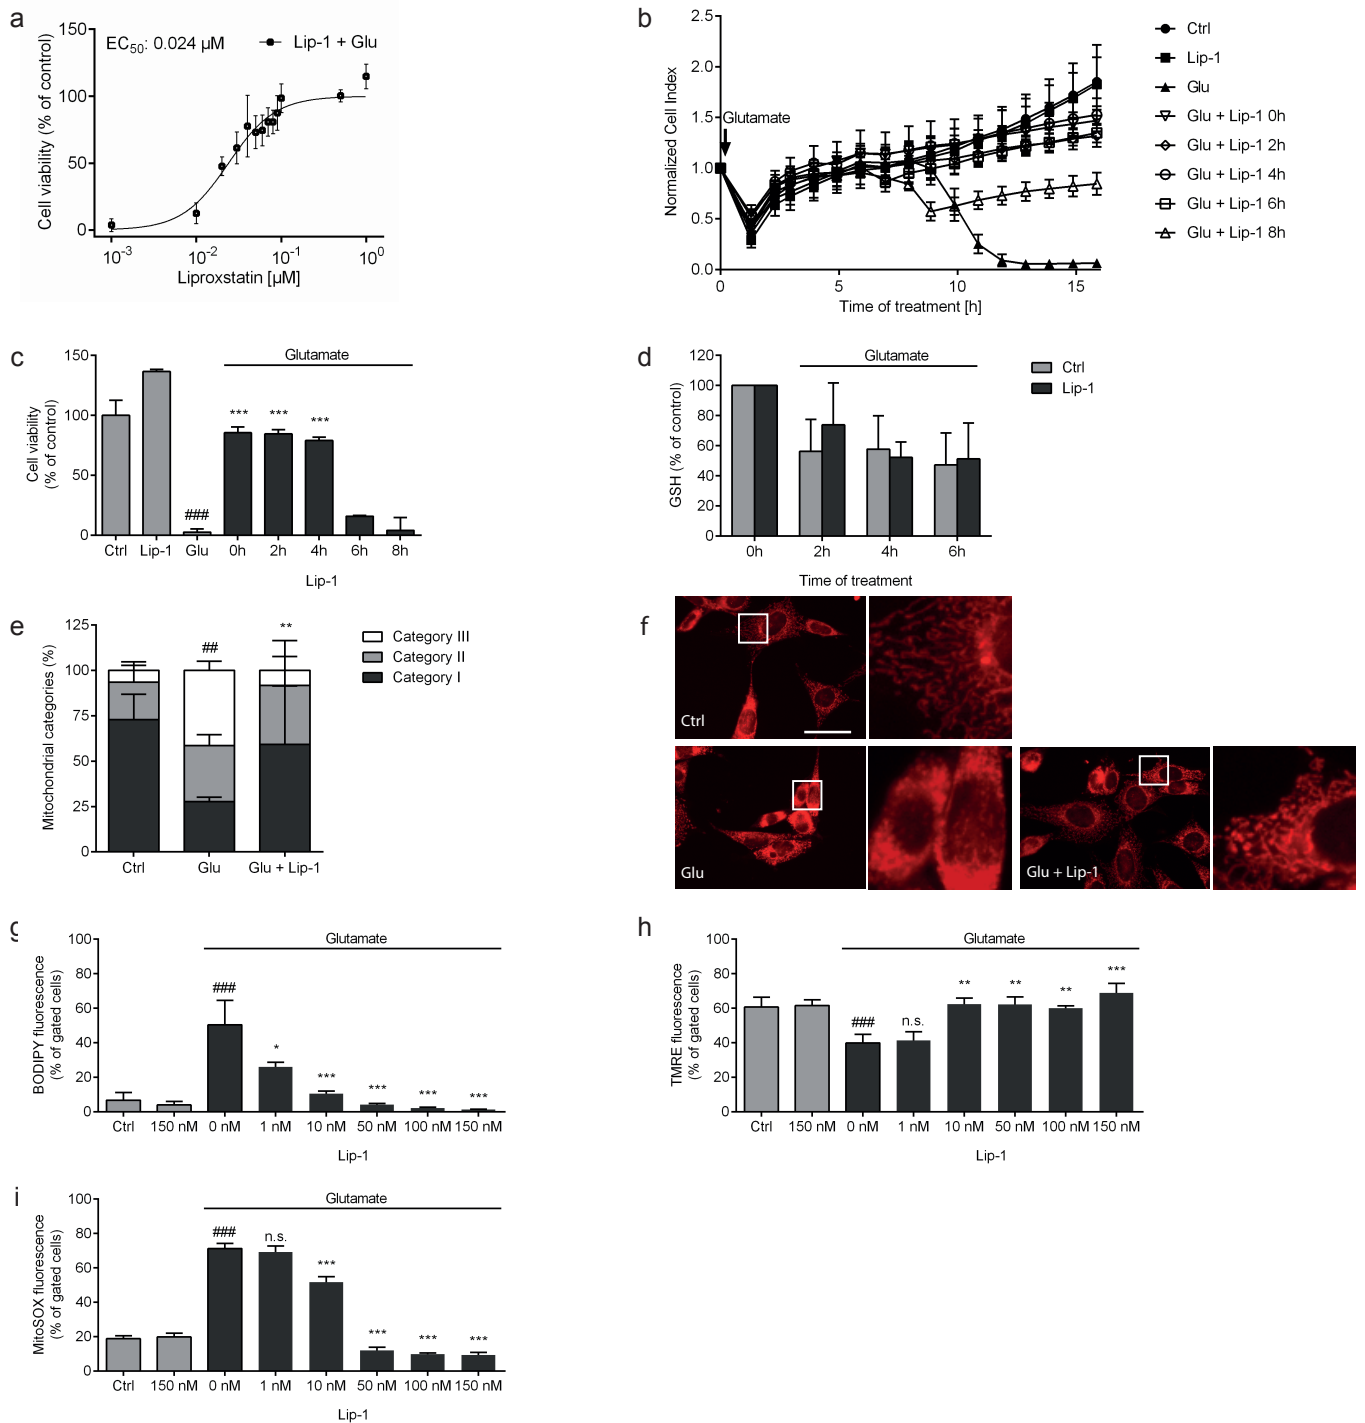 a
150
100
50
0
Cell viability (% of control)
EC50: 0.024 µM
Lip-1 + Glu
10−3
10−2
10−1
100
Liproxstatin [µM]
b
2.5
2.0
1.5
1.0
0.5
0.0
Normalized Cell Index
Glutamate
0
5
10
15
Time of treatment [h]
Ctrl
Lip-1
Glu
Glu + Lip-1 0h
Glu + Lip-1 2h
Glu + Lip-1 4h
Glu + Lip-1 6h
Glu + Lip-1 8h
c
Glutamate
150
100
50
0
Cell viability
(% of control)
###
***
***
***
Ctrl
Lip-1
Glu
0h
2h
4h
6h
8h
Lip-1
d
Glutamate
120
100
80
60
40
20
0
GSH (% of control)
Ctrl
Lip-1
0h
2h
4h
6h
Time of treatment
e
125
100
75
50
25
0
Mitochondrial categories (%)
##
**
Category III
Category II
Category I
Ctrl
Glu
Glu + Lip-1
f
Ctrl
Glu
Glu + Lip-1
g
Glutamate
100
80
60
40
20
0
BODIPY fluorescence
(% of gated cells)
###
*
***
***
***
***
Ctrl
150 nM
0 nM
1 nM
10 nM
50 nM
100 nM
150 nM
Lip-1
h
Glutamate
100
80
60
40
20
0
TMRE fluorescence
(% of gated cells)
###
n.s.
**
**
**
***
Ctrl
150 nM
0 nM
1 nM
10 nM
50 nM
100 nM
150 nM
Lip-1
i
Glutamate
100
80
60
40
20
0
MitoSOX fluorescence
(% of gated cells)
###
n.s.
***
***
***
***
Ctrl
150 nM
0 nM
1 nM
10 nM
50 nM
100 nM
150 nM
Lip-1